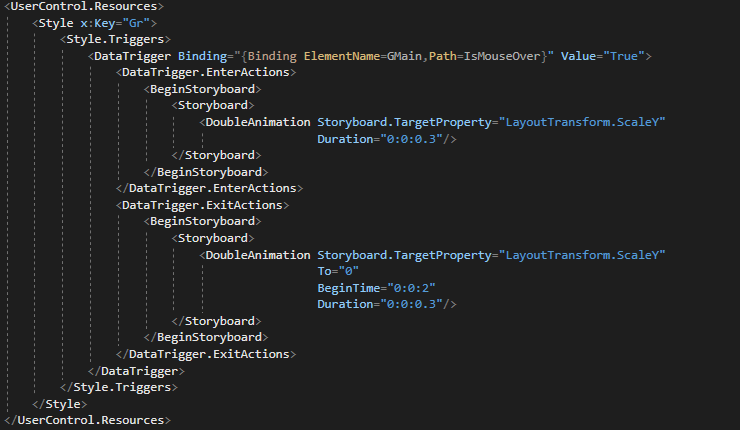 <UserControl.Resources>
<Style x:Key="Gr">
<Style.Triggers>
<DataTrigger Binding="{Binding ElementName=GMain,Path=IsMouseOver}" Value="True">
<DataTrigger.EnterActions>
<BeginStoryboard>
<Storyboard>
<DoubleAnimation Storyboard.TargetProperty="LayoutTransform.ScaleY"
Duration="0:0:0.3"/>
</Storyboard>
</BeginStoryboard>
</DataTrigger.EnterActions>
<DataTrigger.ExitActions>
<BeginStoryboard>
<Storyboard>
<DoubleAnimation Storyboard.TargetProperty="LayoutTransform.ScaleY"
To="0"
BeginTime="0:0:2"
Duration="0:0:0.3"/>
</Storyboard>
</BeginStoryboard>
</DataTrigger.ExitActions>
</DataTrigger>
</Style.Triggers>
</Style>
</UserControl.Resources>